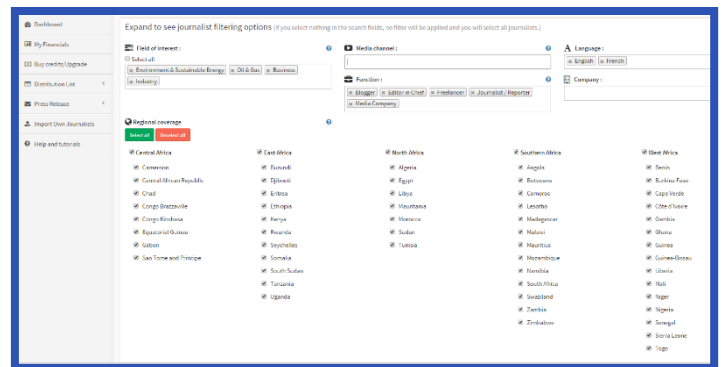 Dashboard
My Financials
Buy credits/Upgrade
Distribution List
Press Release
Import Own Journalists
Help and tutorials
Expand to see journalist filtering options (if you select nothing in the search fields, no filter will be applied and you will select all journalists.)
Field of interest :
Select all
× Environment & Sustainable Energy × Oil & Gas × Business
× Industry
Media channel :
Function :
× Blogger × Editor in Chief × Freelancer × Journalist / Reporter
× Media Company
Language :
× English × French
Company :
Regional coverage
Select all Deselect all
Central Africa
Cameroon
Central African Republic
Chad
Congo Brazzaville
Congo Kinshasa
Equatorial Guinea
Gabon
Sao Tome and Principe
East Africa
Burundi
Djibouti
Eritrea
Ethiopia
Kenya
Rwanda
Seychelles
Somalia
South Sudan
Tanzania
Uganda
North Africa
Algeria
Egypt
Libya
Mauritania
Morocco
Sudan
Tunisia
Southern Africa
Angola
Botswana
Comoros
Lesotho
Madagascar
Malawi
Mauritius
Mozambique
Namibia
South Africa
Swaziland
Zambia
Zimbabwe
West Africa
Benin
Burkina Faso
Cape Verde
Côte d'Ivoire
Gambia
Ghana
Guinea
Guinea-Bissau
Liberia
Mali
Niger
Nigeria
Senegal
Sierra Leone
Togo